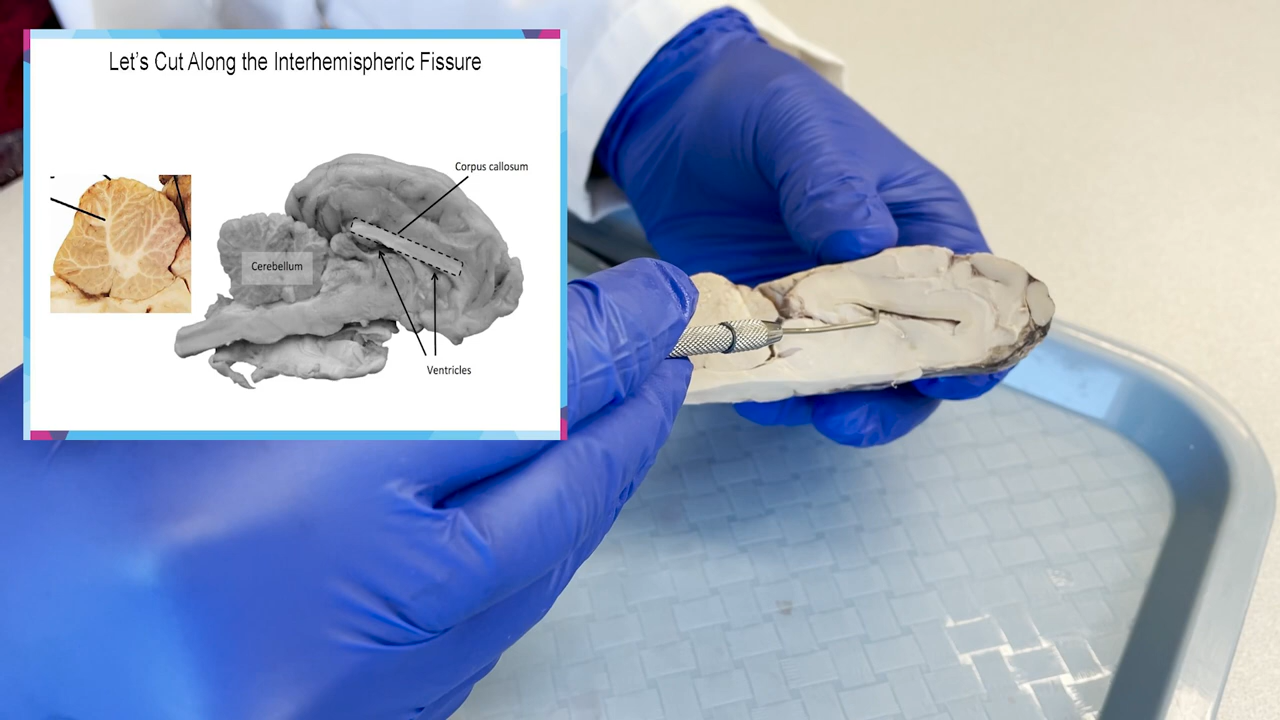 Let's Cut Along the Interhemispheric Fissure
Corpus callosum
Cerebellum
Ventricles